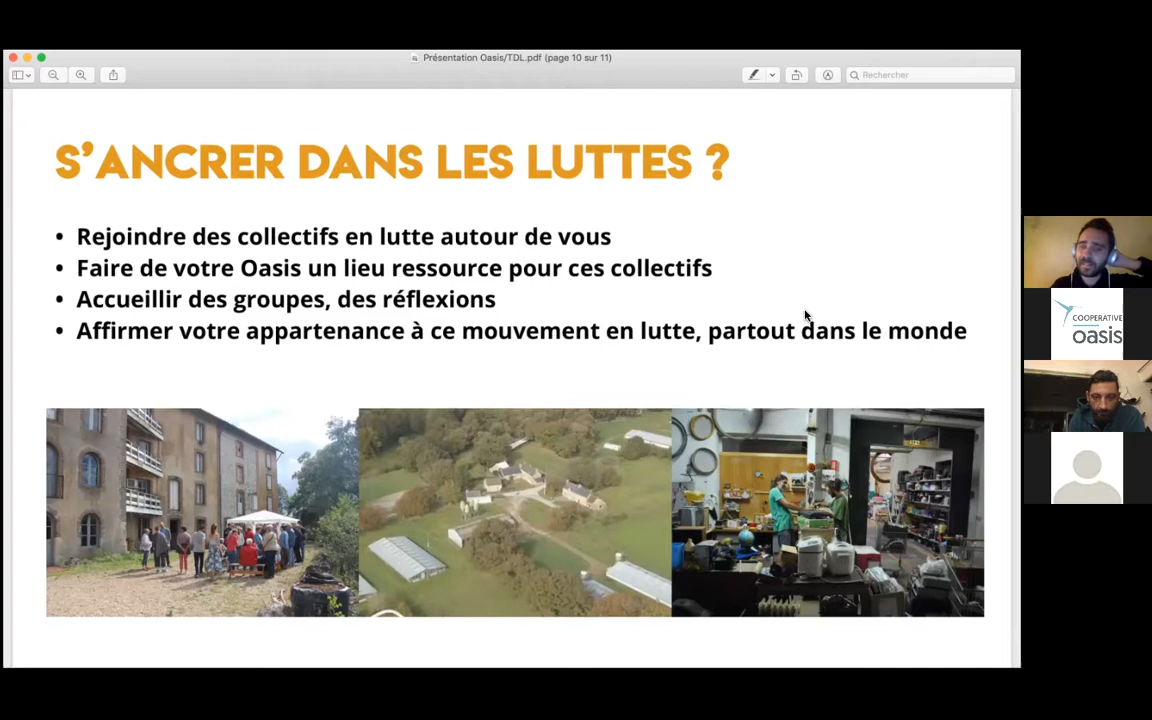 Présentation Oasis/TDL.pdf (page 10 sur 11)
Rechercher
S'ANCRER DANS LES LUTTES ?
• Rejoindre des collectifs en lutte autour de vous
• Faire de votre Oasis un lieu ressource pour ces collectifs
• Accueillir des groupes, des réflexions
• Affirmer votre appartenance à ce mouvement en lutte, partout dans le monde
COOPERATIVE
oasis